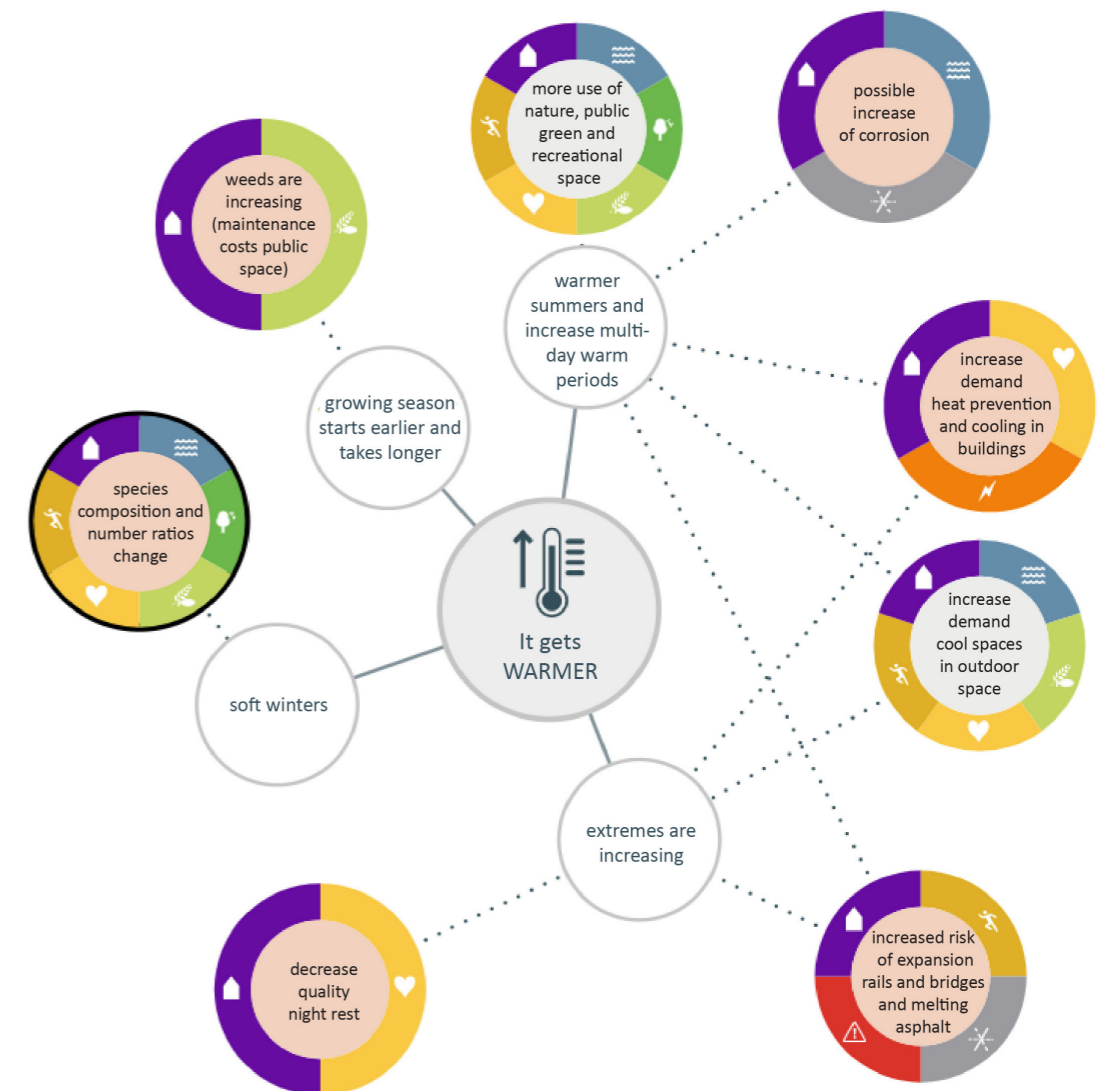 more use of
nature, public
green and
recreational
space
possible
increase
of corrosion
weeds are
increasing
(maintenance
costs public
space)
warmer
summers and
increase multi-
day warm
periods
increase
demand
heat prevention
and cooling in
buildings
growing season
starts earlier and
takes longer
species
composition and
number ratios
change
It gets
WARMER
increase
demand
cool spaces
in outdoor
space
soft winters
extremes are
increasing
decrease
quality
night rest
increased risk
of expansion
rails and bridges
and melting
asphalt